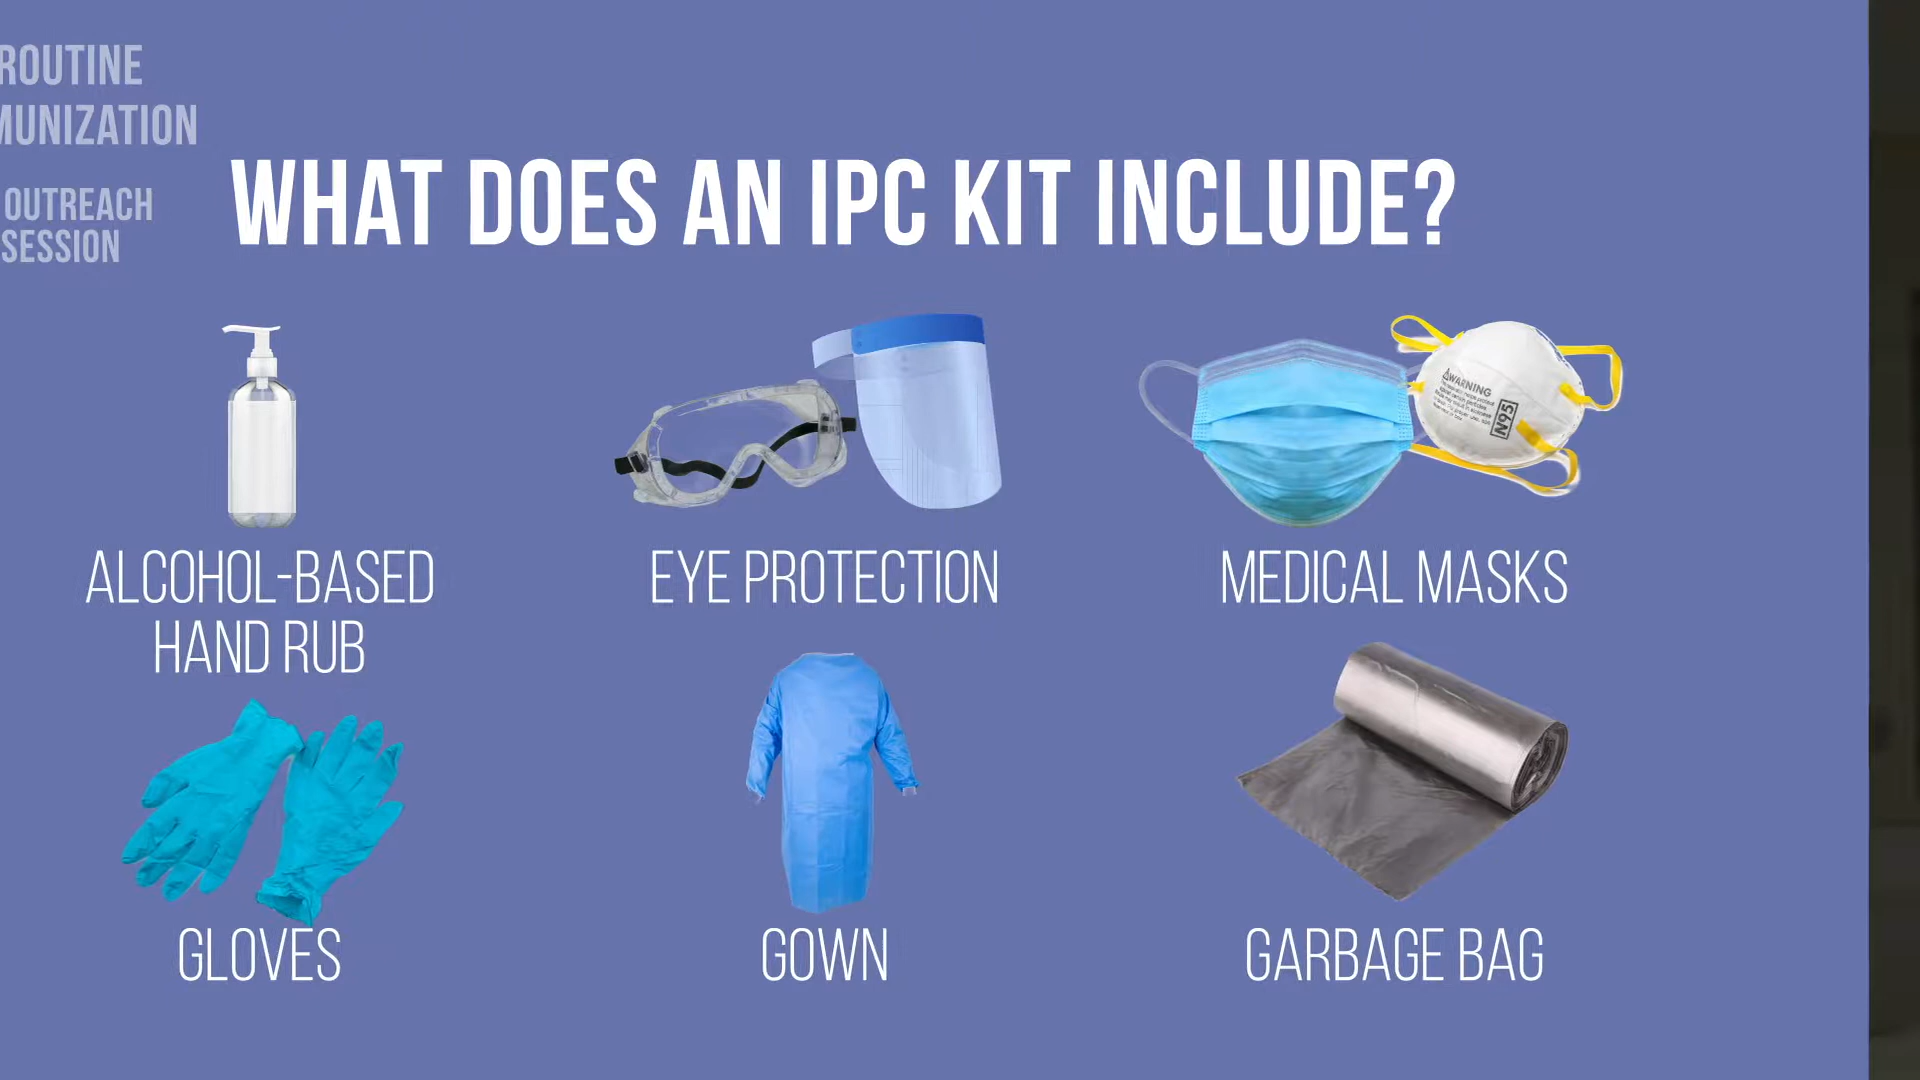 ROUTINE
MUNIZATION
OUTREACH
SESSION
WHAT DOES AN IPC KIT INCLUDE?
WARNING
N95
ALCOHOL-BASED
HAND RUB
EYE PROTECTION
MEDICAL MASKS
GLOVES
GOWN
GARBAGE BAG